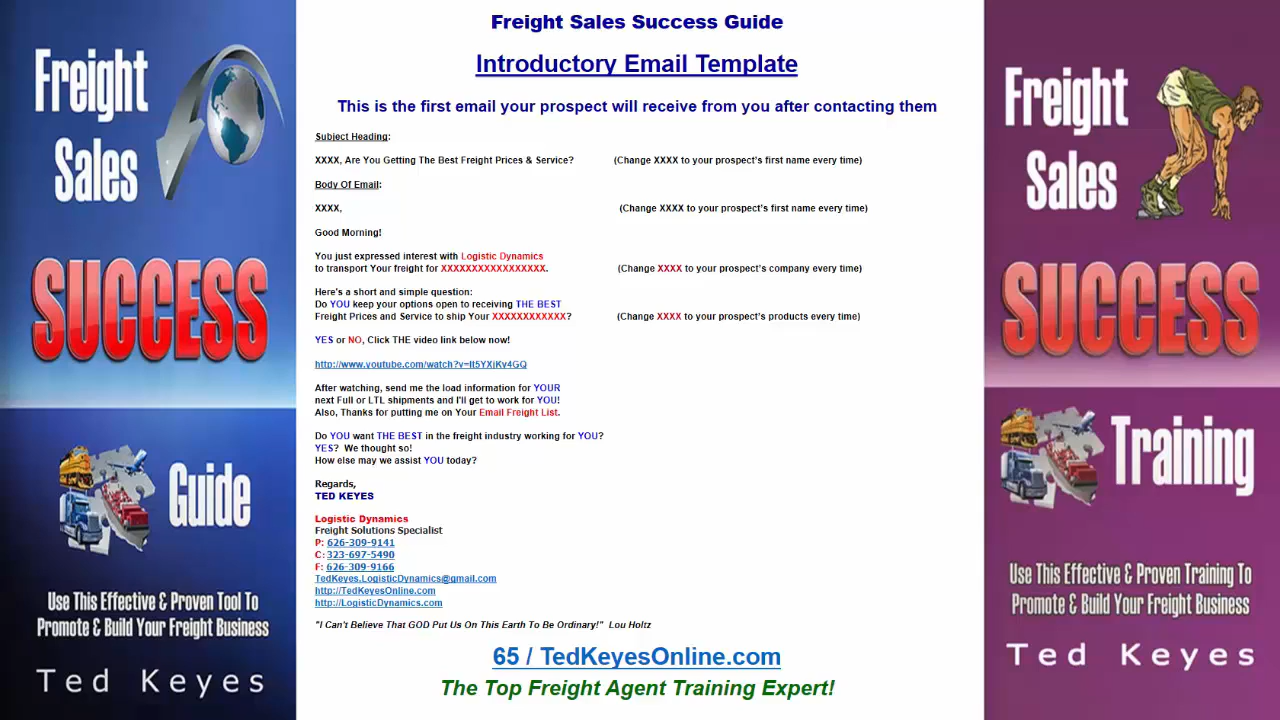 Freight
Sales
SUCCESS
Guide
Use This Effective & Proven Tool To
Promote & Build Your Freight Business
Ted Keyes
Freight Sales Success Guide
Introductory Email Template
This is the first email your prospect will receive from you after contacting them
Subject Heading:
XXXX, Are You Getting The Best Freight Prices & Service? (Change XXXX to your prospect's first name every time)
Body Of Email:
XXXX, (Change XXXX to your prospect's first name every time)
Good Morning!
You just expressed interest with Logistic Dynamics
to transport Your freight for XXXXXXXXXXXXXXXXX. (Change XXXX to your prospect's company every time)
Here's a short and simple question:
Do YOU keep your options open to receiving THE BEST
Freight Prices and Service to ship Your XXXXXXXXXXXX? (Change XXXX to your prospect's products every time)
YES or NO, Click THE video link below now!
http://www.youtube.com/watch?v=lt5YXjKv4GQ
After watching, send me the load information for YOUR
next Full or LTL shipments and I'll get to work for YOU!
Also, Thanks for putting me on Your Email Freight List.
Do YOU want THE BEST in the freight industry working for YOU?
YES? We thought so!
How else may we assist YOU today?
Regards,
TED KEYES
Logistic Dynamics
Freight Solutions Specialist
P: 626-309-9141
C: 323-697-5490
F: 626-309-9166
TedKeyes.LogisticDynamics@gmail.com
http://TedKeyesOnline.com
http://LogisticDynamics.com
"I Can't Believe That GOD Put Us On This Earth To Be Ordinary!" Lou Holtz
65 / TedKeyesOnline.com
The Top Freight Agent Training Expert!
Freight
Sales
SUCCESS
Training
Use This Effective & Proven Training To
Promote & Build Your Freight Business
Ted Keyes